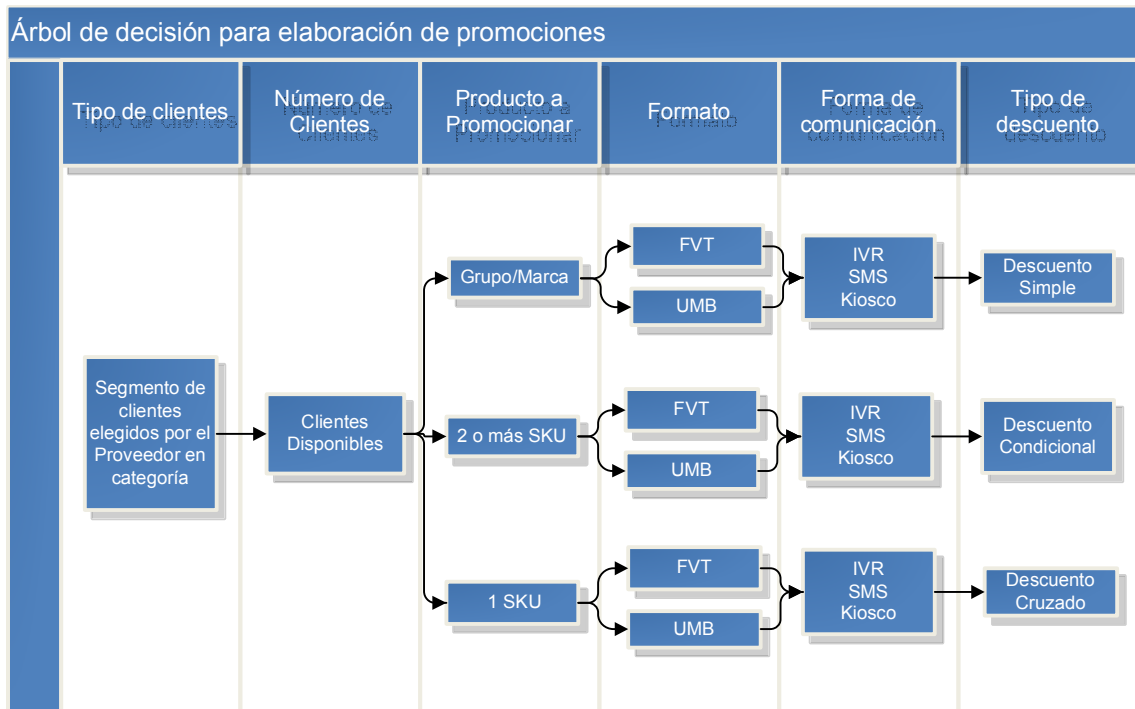 Árbol de decisión para elaboración de promociones
Tipo de clientes
Número de
Clientes
Producto a
Promocionar
Formato
Forma de
comunicación
Tipo de
descuento
Segmento de
clientes
elegidos por el
Proveedor en
categoría
Clientes
Disponibles
Grupo/Marca
FVT
UMB
IVR
SMS
Kiosco
Descuento
Simple
2 o más SKU
FVT
UMB
IVR
SMS
Kiosco
Descuento
Condicional
1 SKU
FVT
UMB
IVR
SMS
Kiosco
Descuento
Cruzado